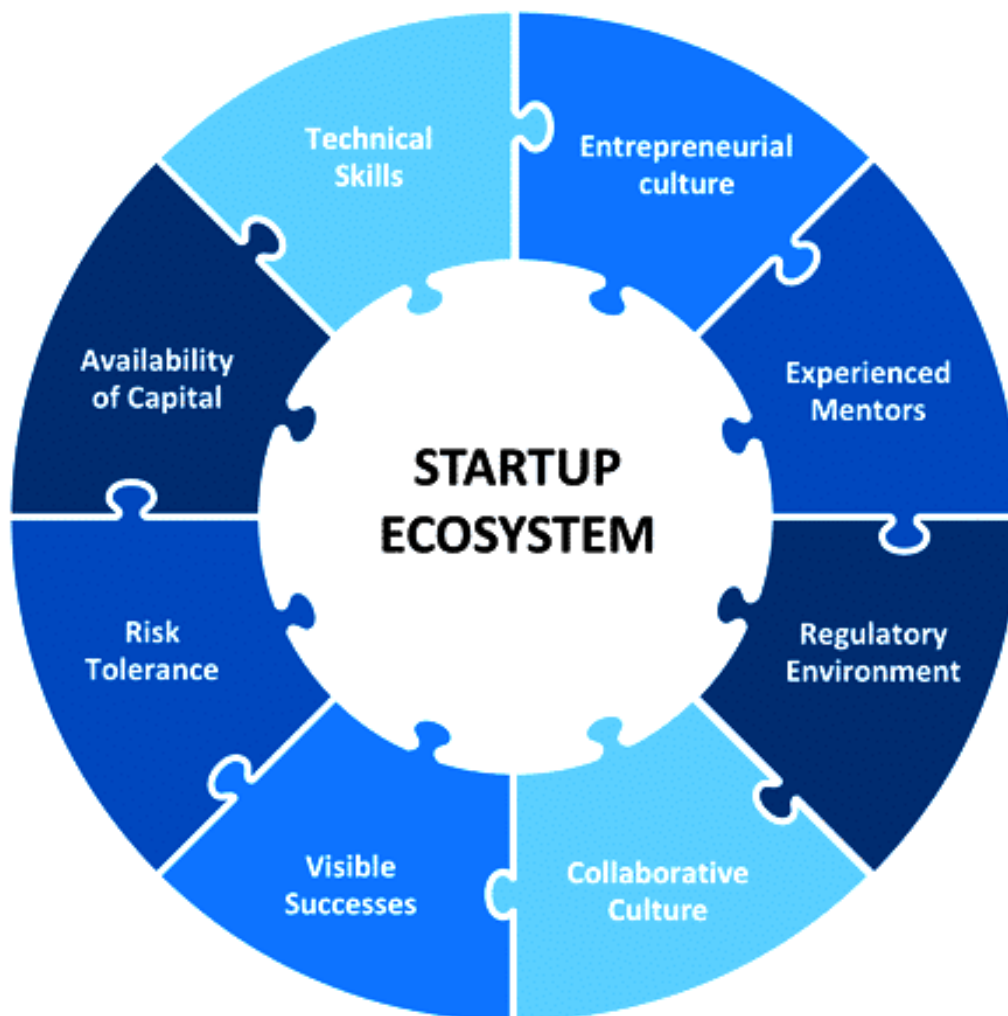 Technical
Skills
Entrepreneurial
culture
Experienced
Mentors
Regulatory
Environment
Collaborative
Culture
Visible
Successes
Risk
Tolerance
Availability
of Capital
STARTUP
ECOSYSTEM